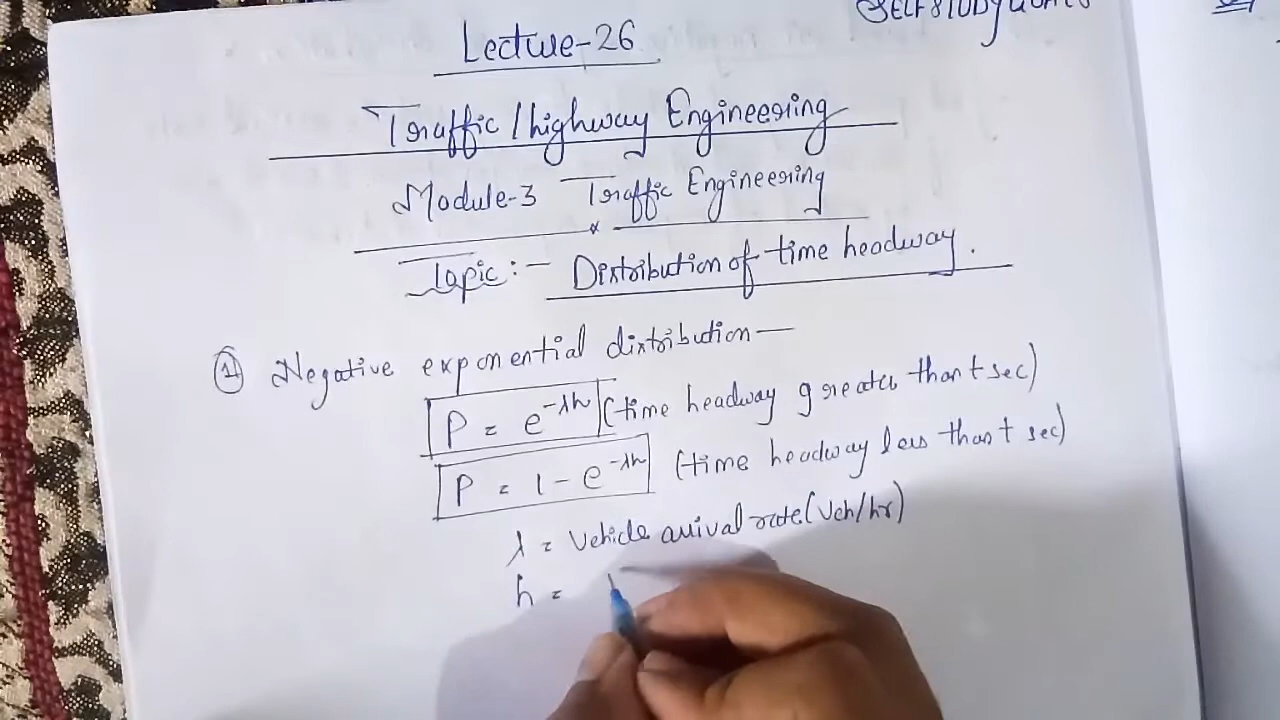 Lecture-26
Traffic / highway Engineering
Module-3 Traffic Engineering
Topic:- Distribution of time headway.
① Negative exponential distribution—
P = e^{-λh} (time headway greater than t sec)
P = 1 - e^{-λh} (time headway less than t sec)
λ = Vehicle arrival rate (Veh/hr)
h =